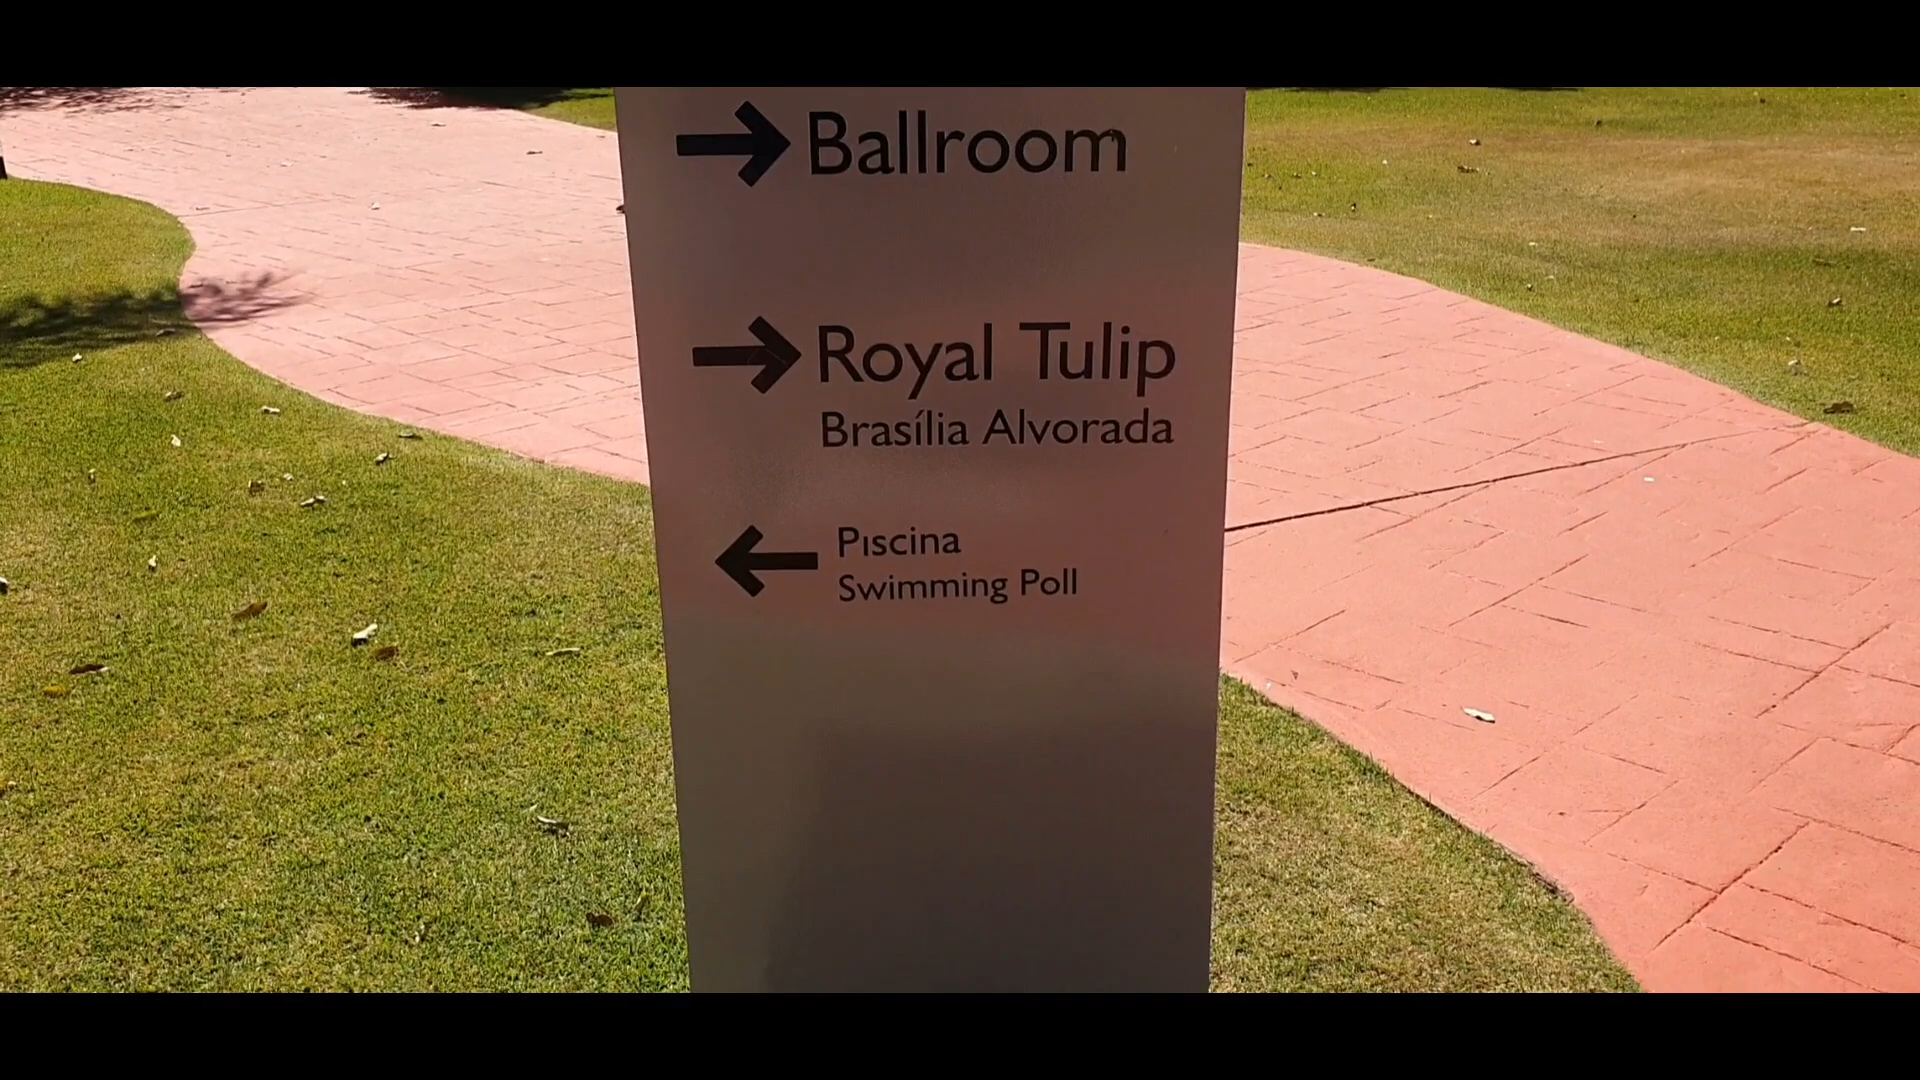 Ballroom
Royal Tulip
Brasília Alvorada
Piscina
Swimming Poll